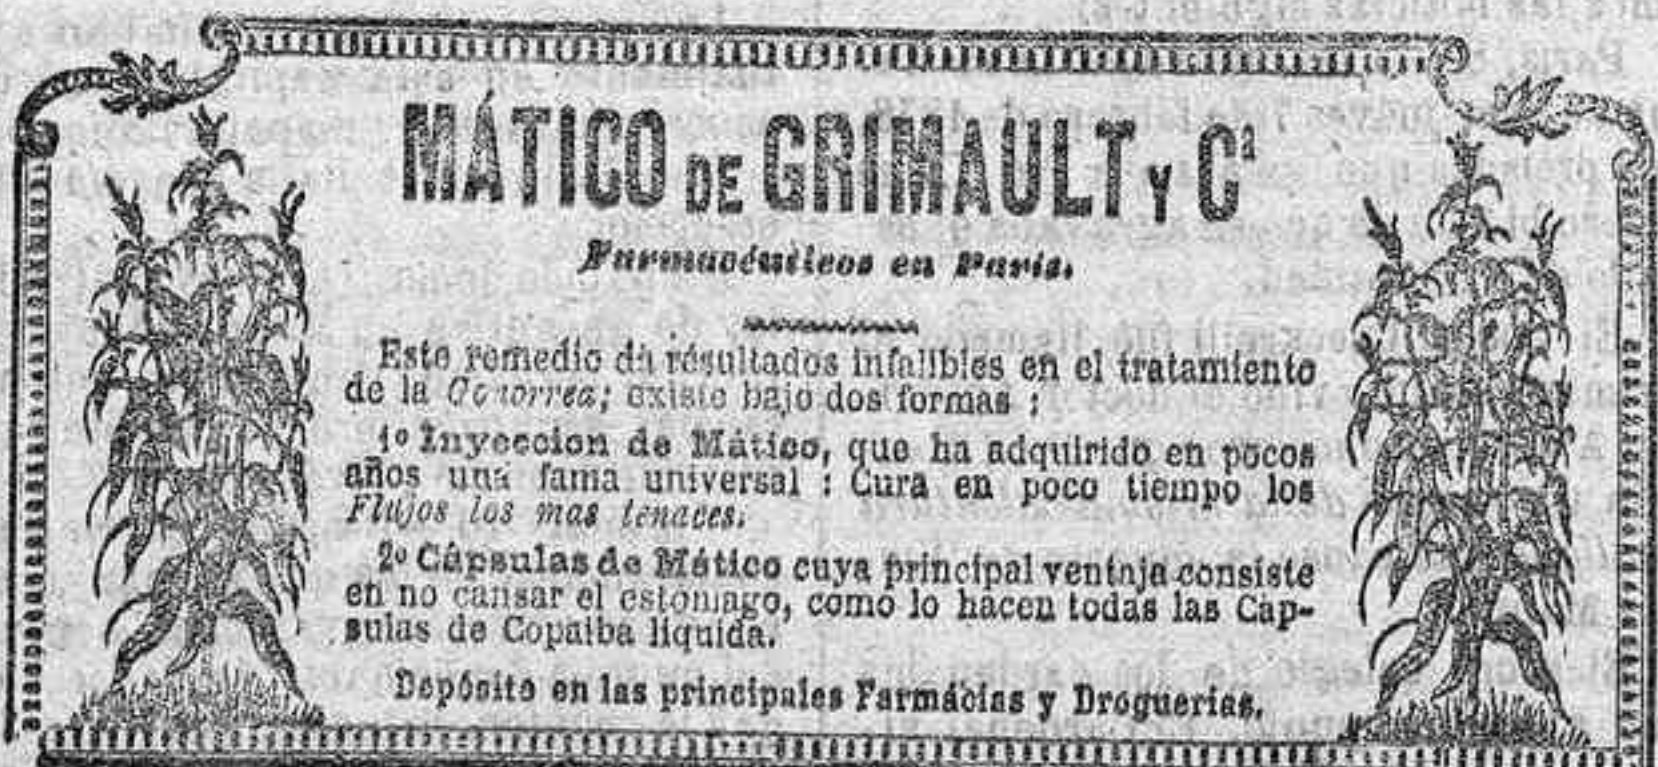 MÁTICO DE GRIMAULT Y Cª
Farmacéuticos en Paris.
Este remedio dá résultados infalibles en el tratamiento
de la Gonorrea; existe bajo dos formas :
1º Inyeccion de Mático, que ha adquirido en pocos
años una fama universal : Cura en poco tiempo los
Flujos los mas tenaces.
2º Cápsulas de Mático cuya principal ventaja consiste
en no cansar el estomago, como lo hacen todas las Cap-
sulas de Copaiba liquida.
Depósito en las principales Farmácias y Droguerias.